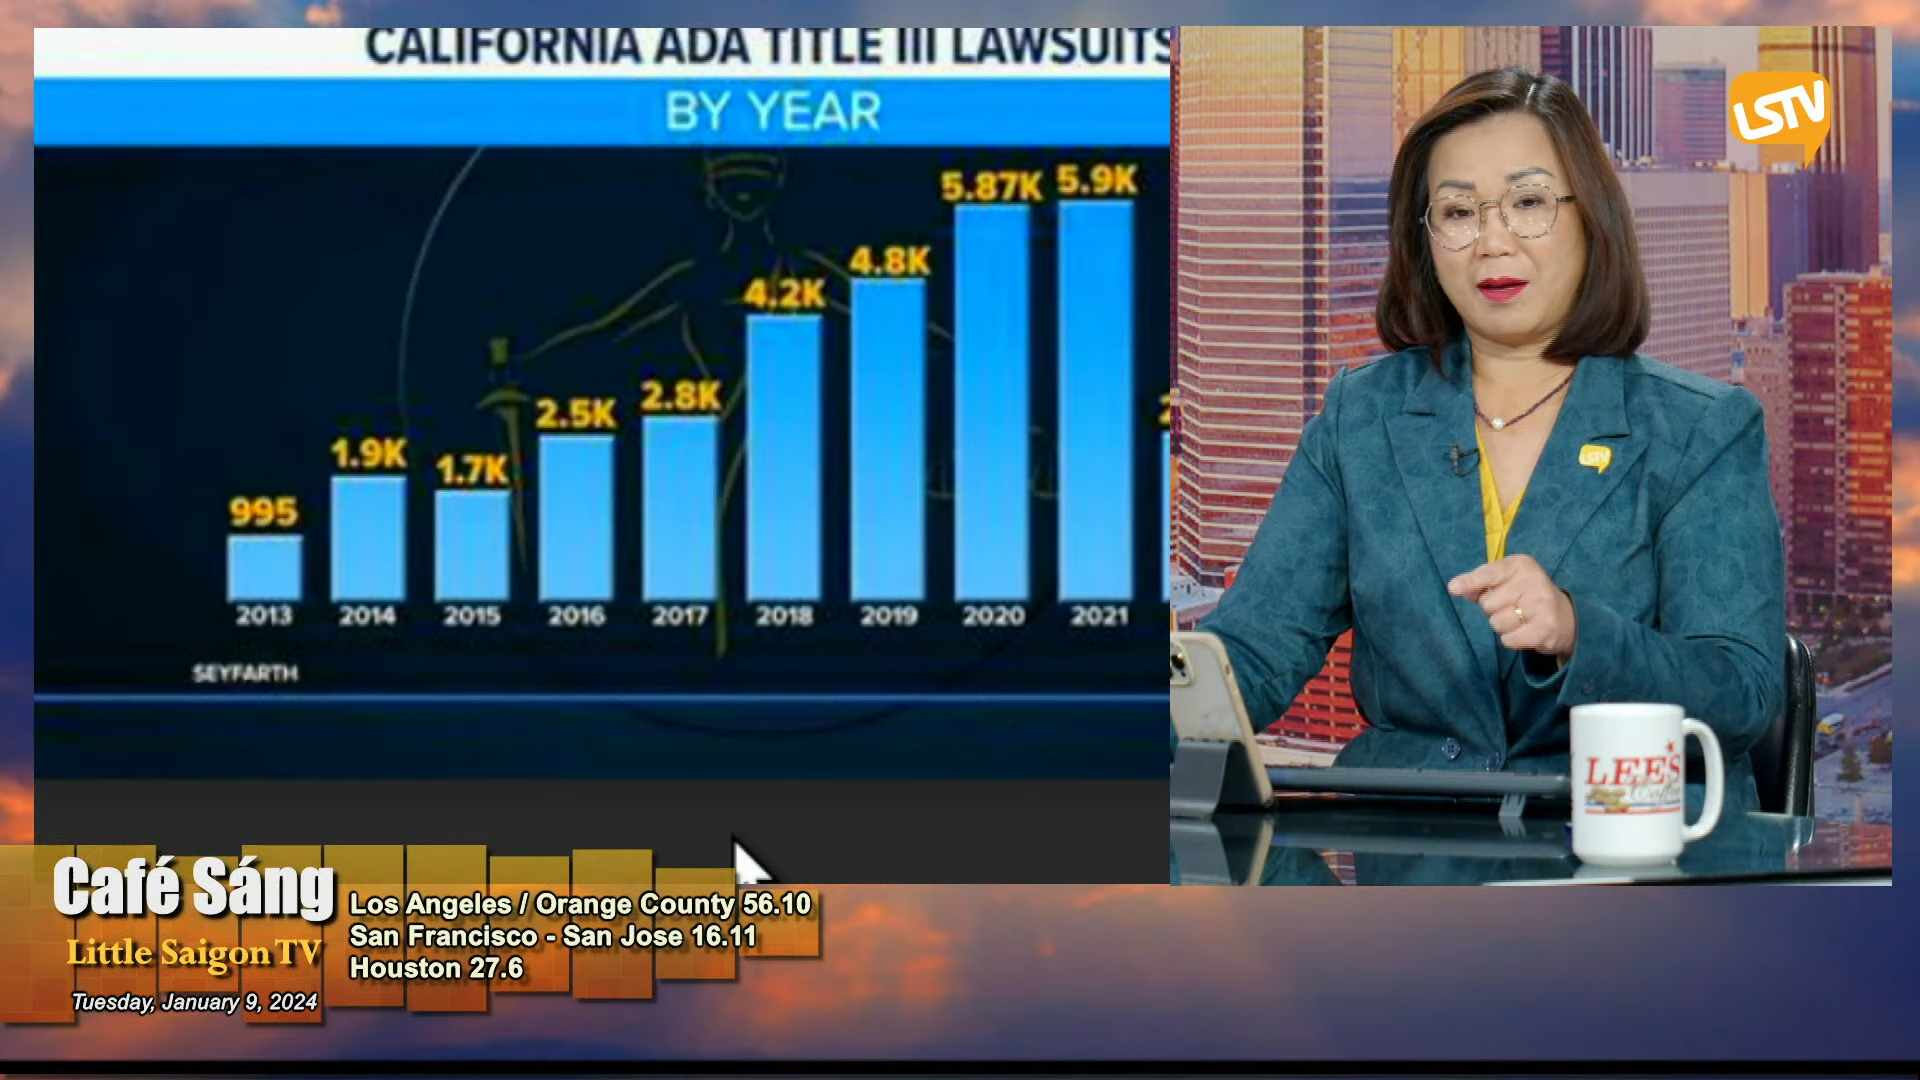 CALIFORNIA ADA TITLE III LAWSUITS
BY YEAR
995
1.9K
1.7K
2.5K
2.8K
4.2K
4.8K
5.87K
5.9K
2013
2014
2015
2016
2017
2018
2019
2020
2021
SEYFARTH
LSTV
LSTV
LEE'S
Coffee
Café Sáng
Little Saigon TV
Tuesday, January 9, 2024
Los Angeles / Orange County 56.10
San Francisco - San Jose 16.11
Houston 27.6